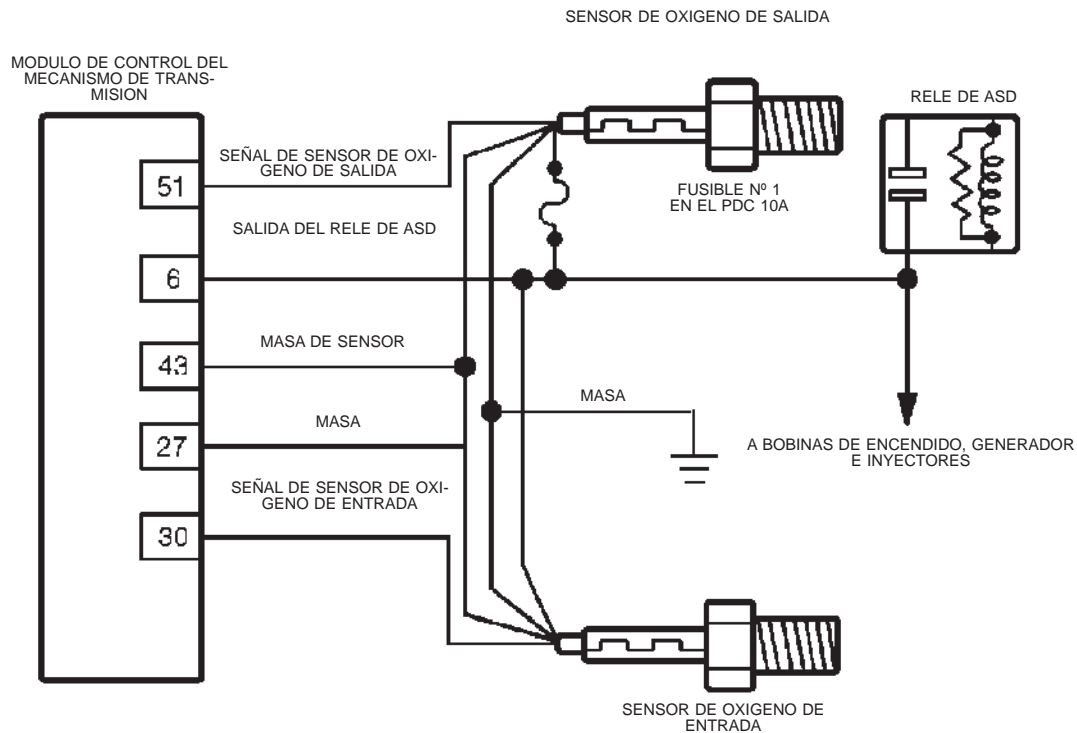 SENSOR DE OXIGENO DE SALIDA
MODULO DE CONTROL DEL
MECANISMO DE TRANS-
MISION
RELE DE ASD
SEÑAL DE SENSOR DE OXI-
GENO DE SALIDA
51
FUSIBLE Nº 1
EN EL PDC 10A
SALIDA DEL RELE DE ASD
6
MASA DE SENSOR
43
MASA
MASA
27
A BOBINAS DE ENCENDIDO, GENERADOR
E INYECTORES
SEÑAL DE SENSOR DE OXI-
GENO DE ENTRADA
30
SENSOR DE OXIGENO DE
ENTRADA